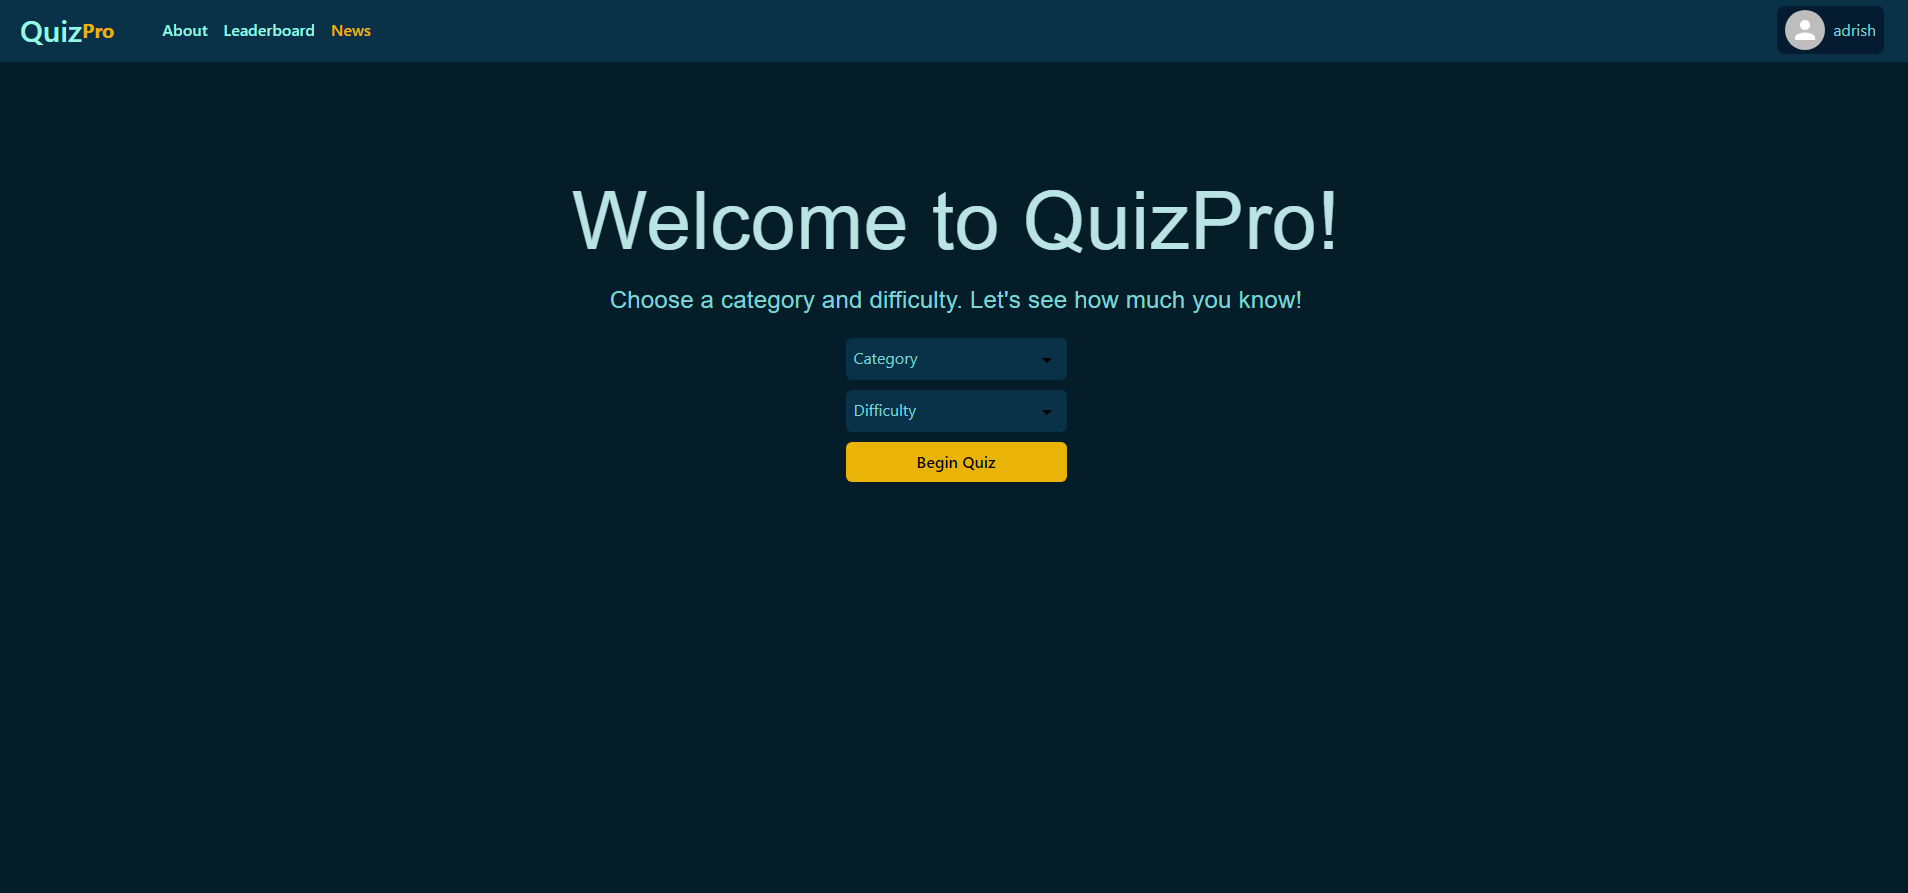 QuizPro About Leaderboard News adrish
Welcome to QuizPro!
Choose a category and difficulty. Let's see how much you know!
Category
Difficulty
Begin Quiz